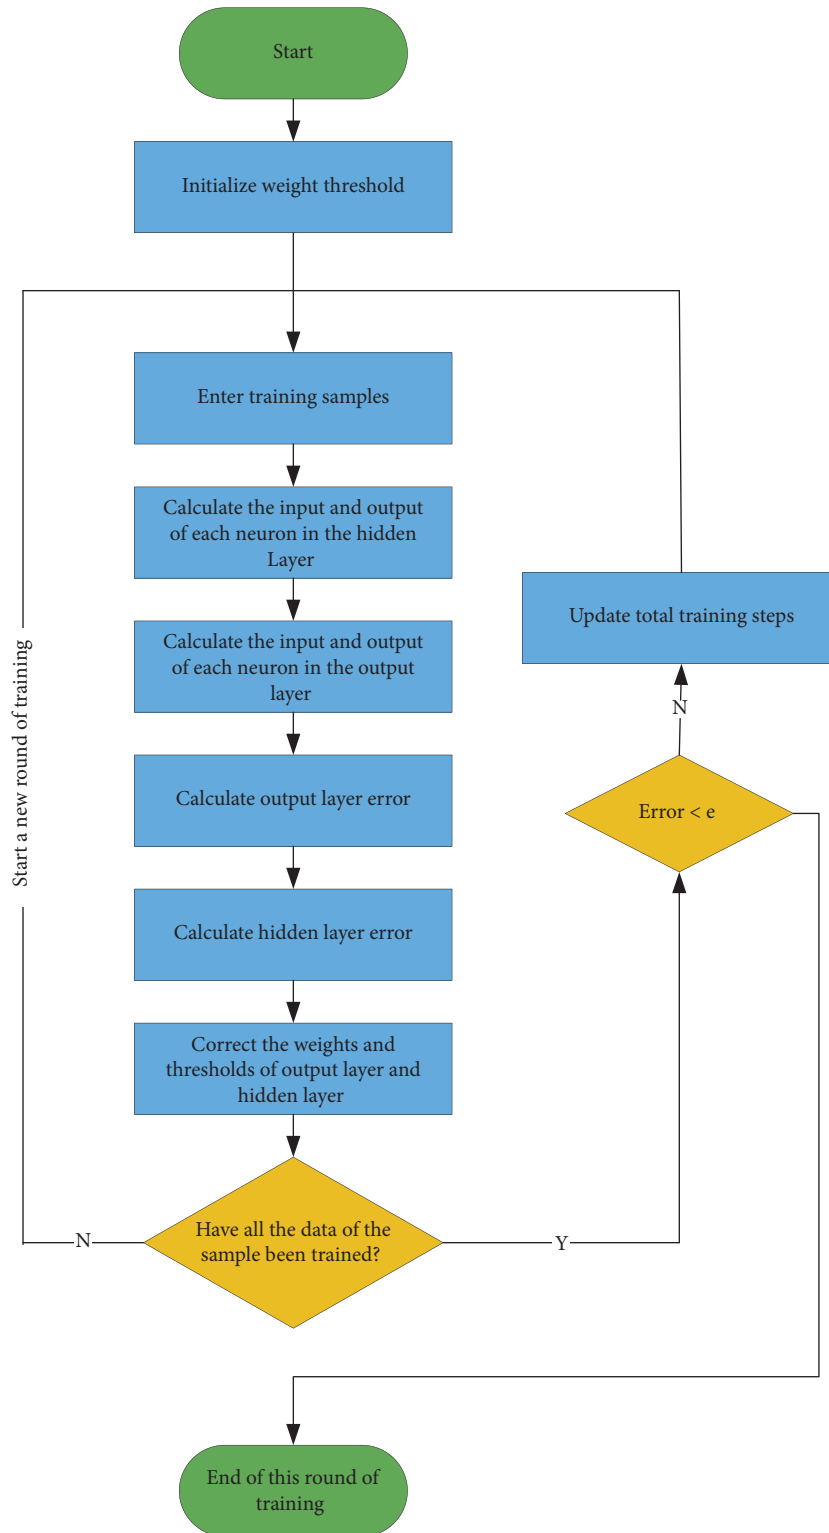 Start
Initialize weight threshold
Enter training samples
Calculate the input and output
of each neuron in the hidden
Layer
Calculate the input and output
of each neuron in the output
layer
Calculate output layer error
Calculate hidden layer error
Correct the weights and
thresholds of output layer and
hidden layer
Have all the data of the
sample been trained?
N
Start a new round of training
Y
Error < e
N
Update total training steps
End of this round of
training